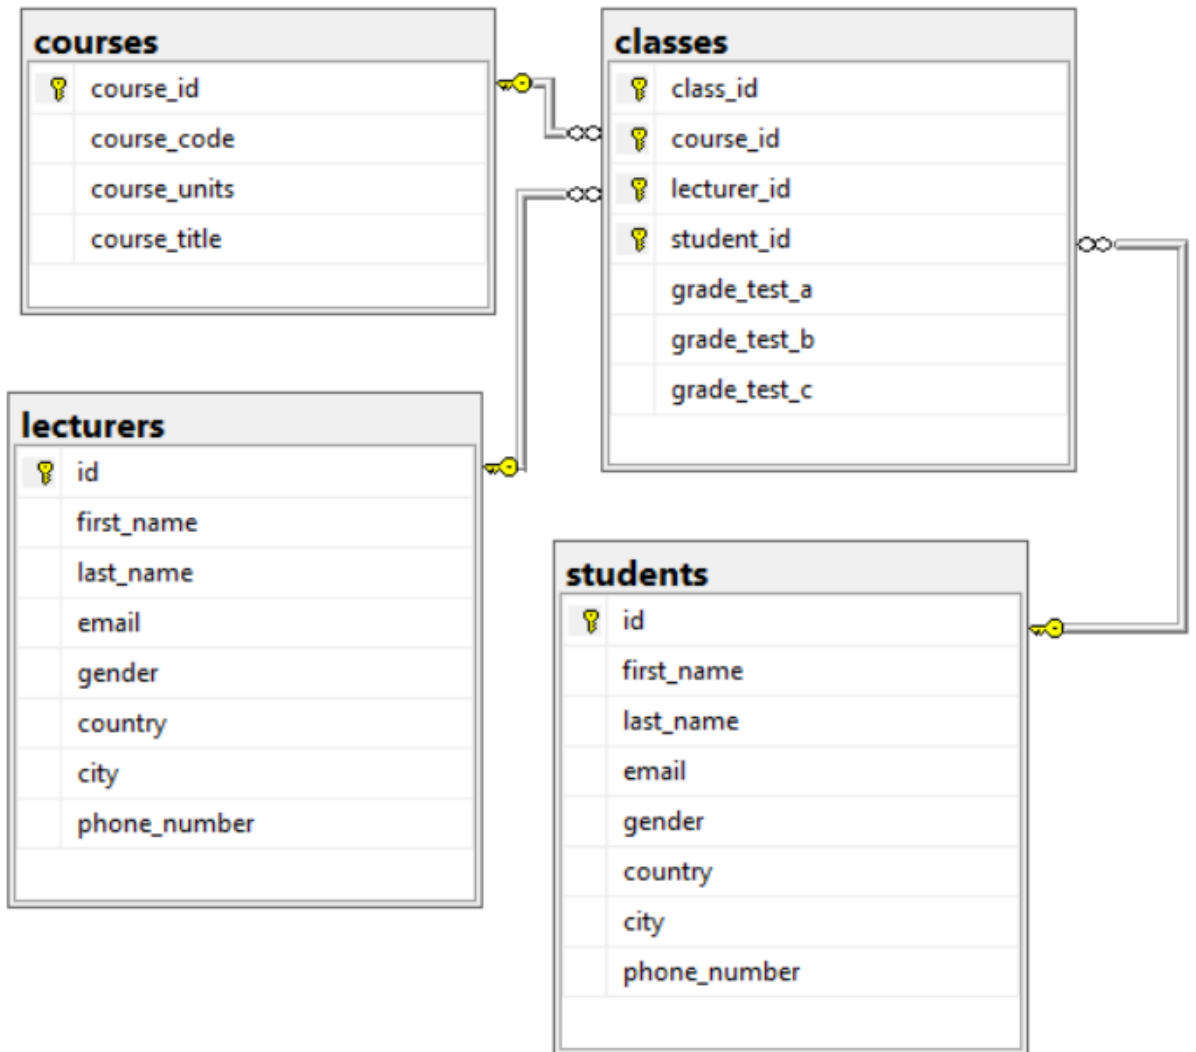 courses
course_id
course_code
course_units
course_title
classes
class_id
course_id
lecturer_id
student_id
grade_test_a
grade_test_b
grade_test_c
lecturers
id
first_name
last_name
email
gender
country
city
phone_number
students
id
first_name
last_name
email
gender
country
city
phone_number